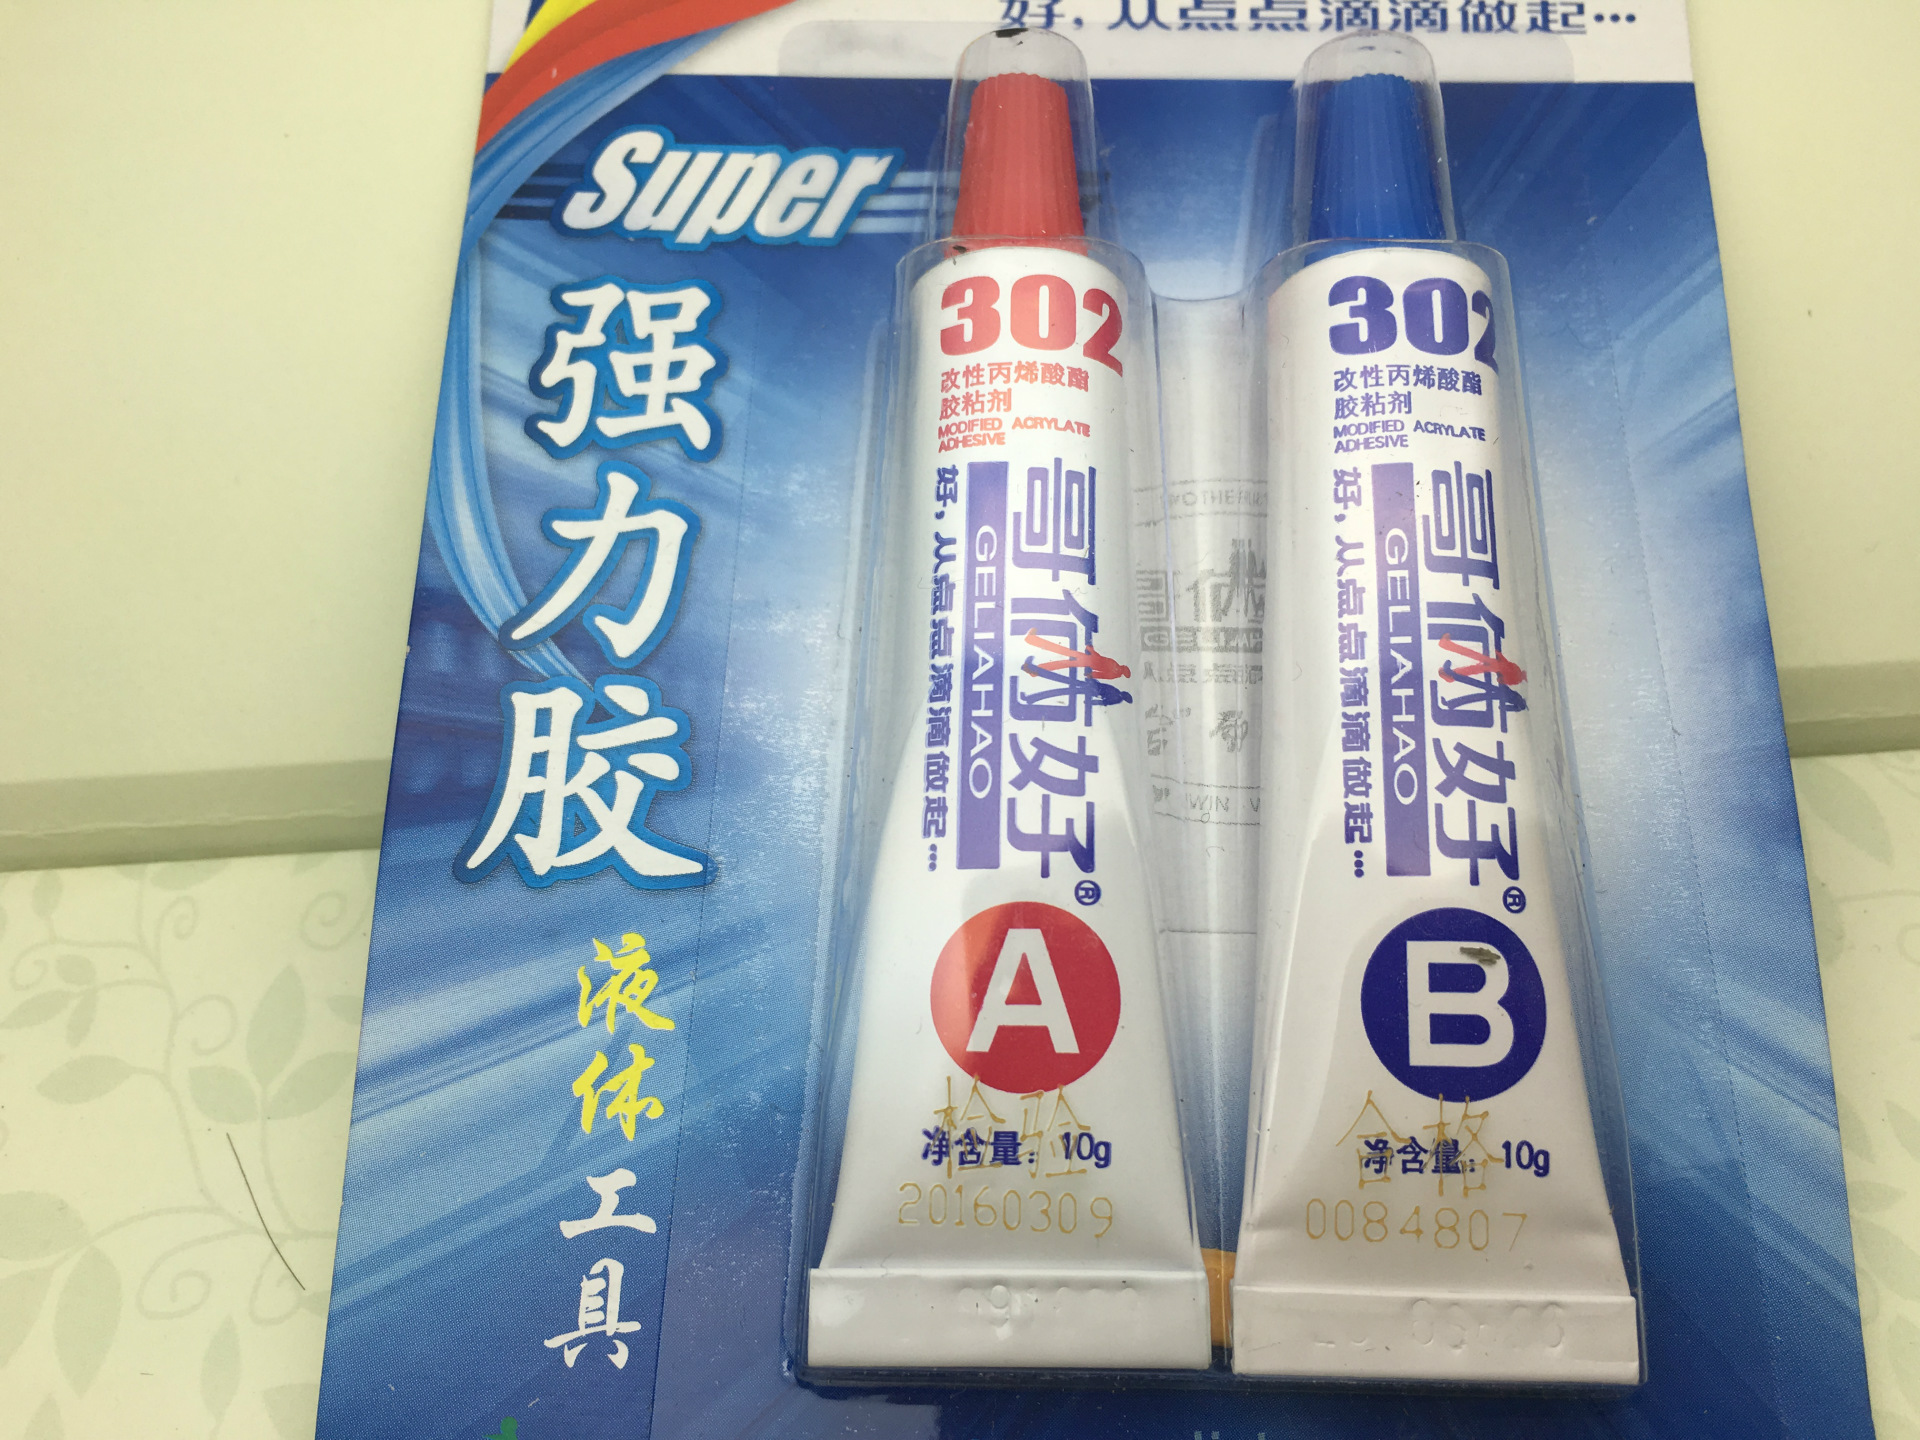 好，从点点滴滴做起…
Super
强力胶
液体工具
302
改性丙烯酸酯
胶粘剂
MODIFIED ACRYLATE
ADHESIVE
哥俩好®
GELIAHAO
好，从点点滴滴做起…
A
检验
净含量：10g
20160309
302
改性丙烯酸酯
胶粘剂
MODIFIED ACRYLATE
ADHESIVE
哥俩好®
GELIAHAO
好，从点点滴滴做起…
B
合格
净含量：10g
0084807